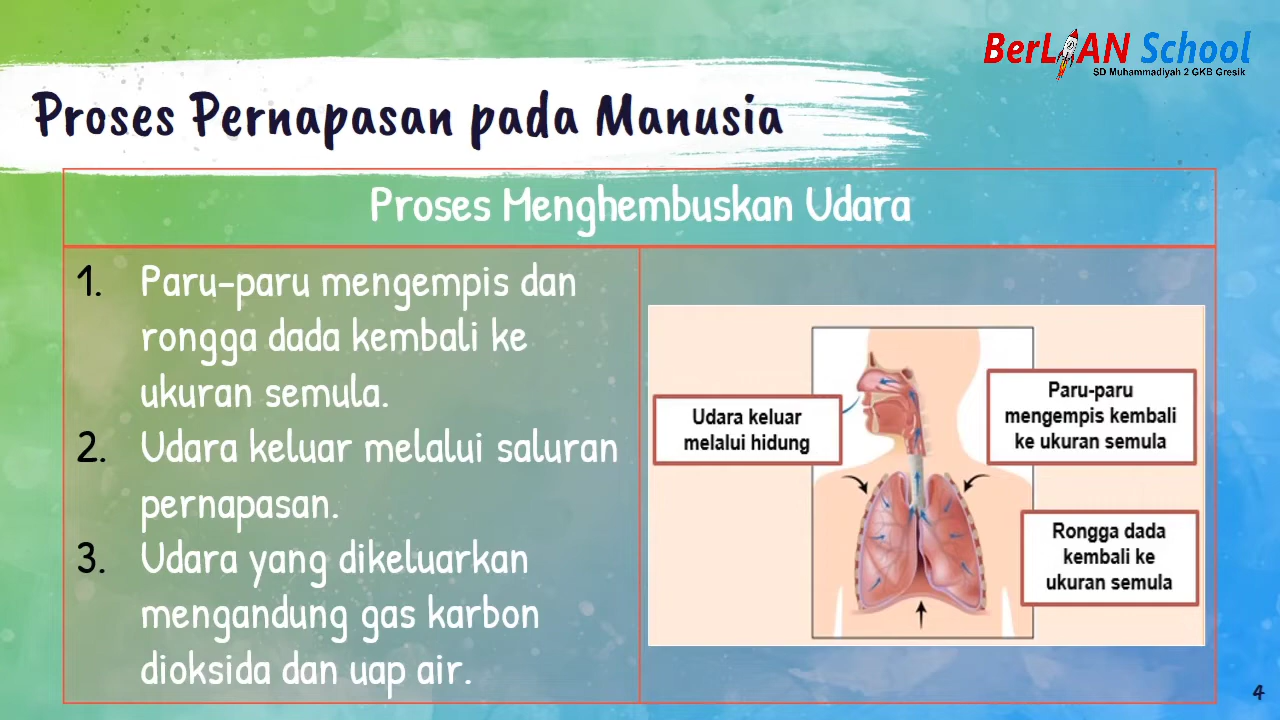 BerLIAN School
SD Muhammadiyah 2 GKB Gresik
Proses Pernapasan pada Manusia
Proses Menghembuskan Udara
1. Paru-paru mengempis dan
rongga dada kembali ke
ukuran semula.
2. Udara keluar melalui saluran
pernapasan.
3. Udara yang dikeluarkan
mengandung gas karbon
dioksida dan uap air.
Udara keluar
melalui hidung
Paru-paru
mengempis kembali
ke ukuran semula
Rongga dada
kembali ke
ukuran semula
4